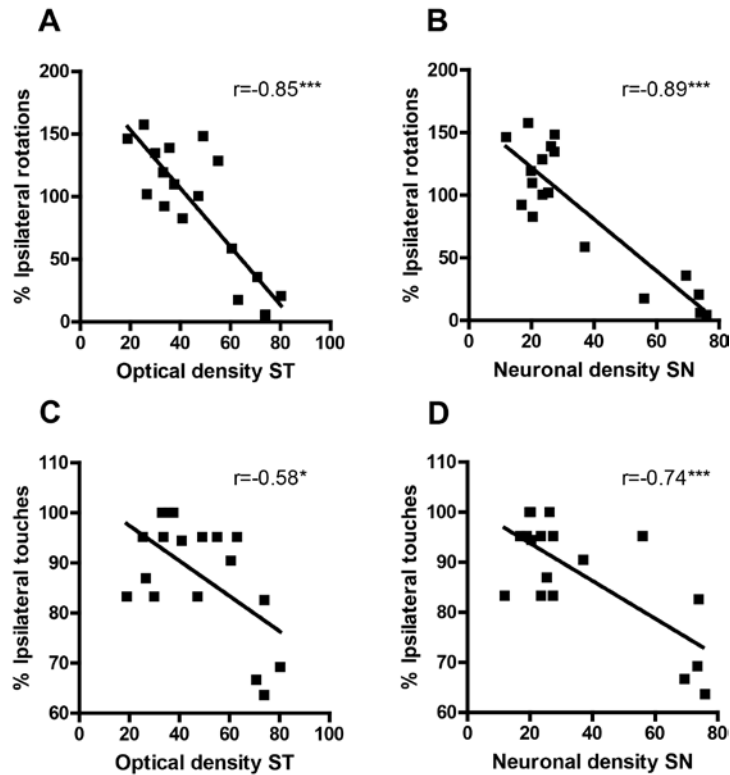 A
B
r=-0.85***
r=-0.89***
% Ipsilateral rotations
200
150
100
50
0
0 20 40 60 80 100
Optical density ST
% Ipsilateral rotations
200
150
100
50
0
0 20 40 60 80
Neuronal density SN
C
D
r=-0.58*
r=-0.74***
% Ipsilateral touches
110
100
90
80
70
60
0 20 40 60 80 100
Optical density ST
% Ipsilateral touches
110
100
90
80
70
60
0 20 40 60 80
Neuronal density SN